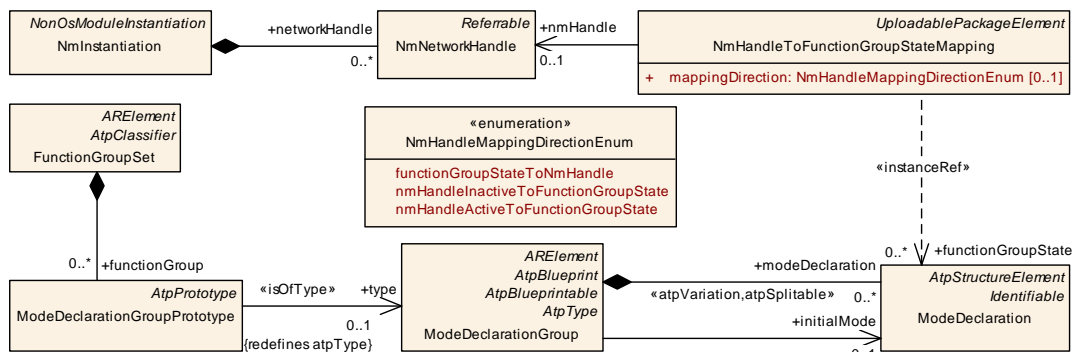 NonOsModuleInstantiation
NmInstantiation
+networkHandle
0..*
Referrable
NmNetworkHandle
+nmHandle
0..1
UploadablePackageElement
NmHandleToFunctionGroupStateMapping
+ mappingDirection: NmHandleMappingDirectionEnum [0..1]
ARElement
AtpClassifier
FunctionGroupSet
«enumeration»
NmHandleMappingDirectionEnum
functionGroupStateToNmHandle
nmHandleInactiveToFunctionGroupState
nmHandleActiveToFunctionGroupState
«instanceRef»
0..*
+functionGroup
0..*
+functionGroupState
AtpPrototype
ModeDeclarationGroupPrototype
«isOfType»
+type
0..1
{redefines atpType}
ARElement
AtpBlueprint
AtpBlueprintable
AtpType
ModeDeclarationGroup
+modeDeclaration
«atpVariation,atpSplitable»
0..*
+initialMode
0..1
AtpStructureElement
Identifiable
ModeDeclaration